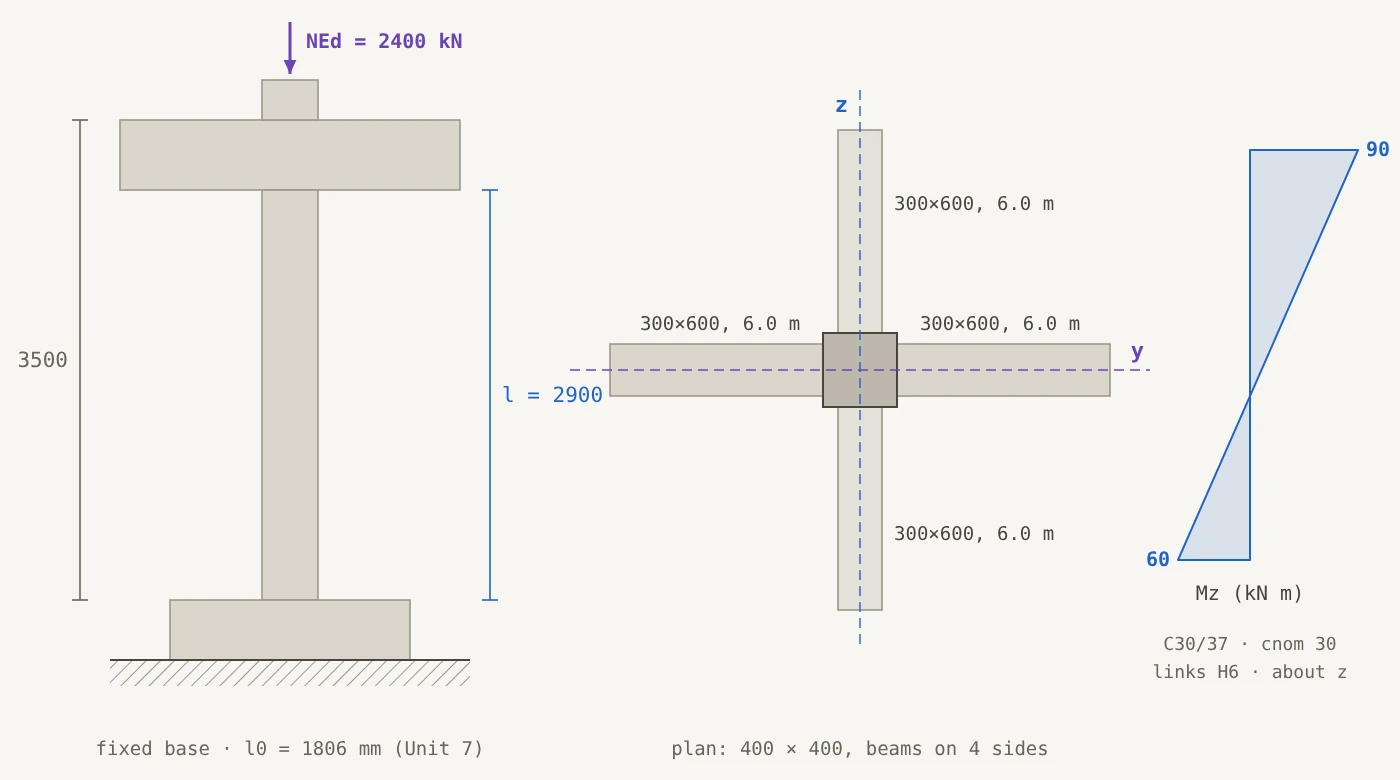 NEd = 2400 kN
3500
l = 2900
fixed base · l0 = 1806 mm (Unit 7)
z
300×600, 6.0 m
300×600, 6.0 m
300×600, 6.0 m
y
300×600, 6.0 m
plan: 400 × 400, beams on 4 sides
90
60
Mz (kN m)
C30/37 · cnom 30
links H6 · about z